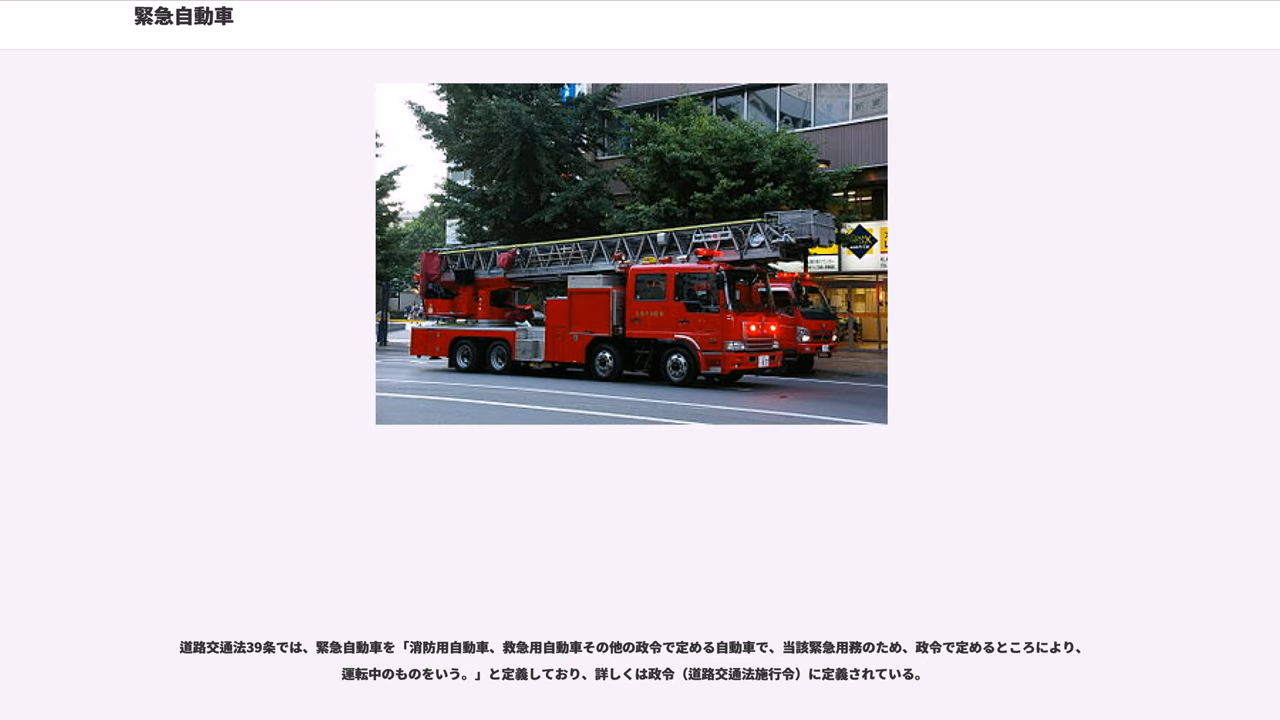 緊急自動車
道路交通法39条では、緊急自動車を「消防用自動車、救急用自動車その他の政令で定める自動車で、当該緊急用務のため、政令で定めるところにより、
運転中のものをいう。」と定義しており、詳しくは政令（道路交通法施行令）に定義されている。